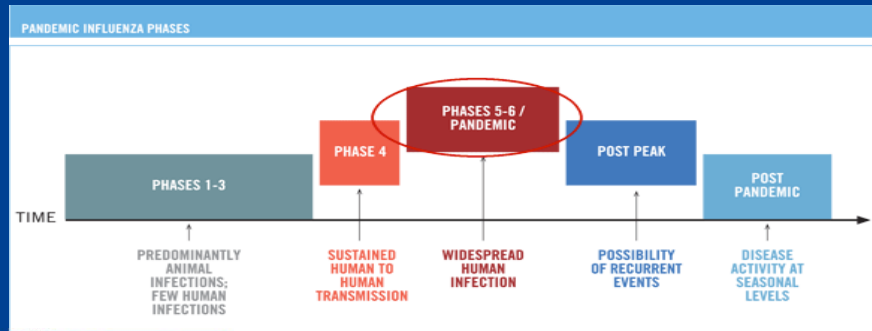 PANDEMIC INFLUENZA PHASES
PHASES 5-6 /
PANDEMIC
PHASE 4
POST PEAK
PHASES 1-3
POST
PANDEMIC
TIME
PREDOMINANTLY
ANIMAL
INFECTIONS;
FEW HUMAN
INFECTIONS
SUSTAINED
HUMAN TO
HUMAN
TRANSMISSION
WIDESPREAD
HUMAN
INFECTION
POSSIBILITY
OF RECURRENT
EVENTS
DISEASE
ACTIVITY AT
SEASONAL
LEVELS